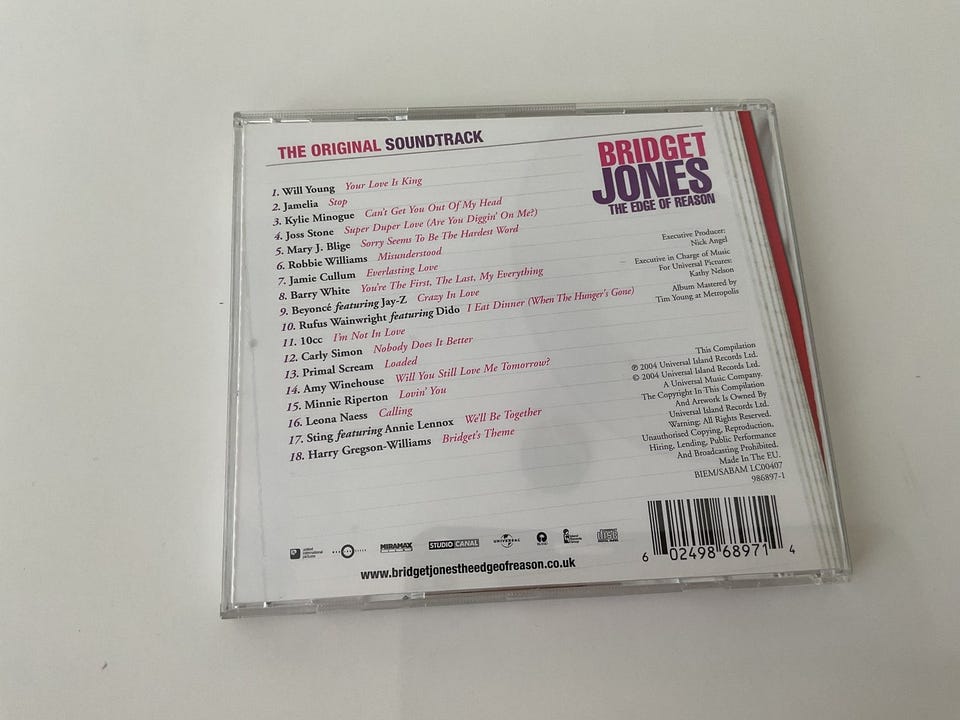 THE ORIGINAL SOUNDTRACK
BRIDGET
JONES
THE EDGE OF REASON
1. Will Young Your Love Is King
2. Jamelia Stop
3. Kylie Minogue Can't Get You Out Of My Head
4. Joss Stone Super Duper Love (Are You Diggin' On Me?)
5. Mary J. Blige Sorry Seems To Be The Hardest Word
6. Robbie Williams Misunderstood
7. Jamie Cullum Everlasting Love
8. Barry White You're The First, The Last, My Everything
9. Beyoncé featuring Jay-Z Crazy In Love
10. Rufus Wainwright featuring Dido I Eat Dinner (When The Hunger's Gone)
11. 10cc I'm Not In Love
12. Carly Simon Nobody Does It Better
13. Primal Scream Loaded
14. Amy Winehouse Will You Still Love Me Tomorrow?
15. Minnie Riperton Lovin' You
16. Leona Naess Calling
17. Sting featuring Annie Lennox We'll Be Together
18. Harry Gregson-Williams Bridget's Theme
Executive Producer:
Nick Angel
Executive in Charge of Music
For Universal Pictures:
Kathy Nelson
Album Mastered by
Tim Young at Metropolis
This Compilation
℗ 2004 Universal Island Records Ltd.
© 2004 Universal Island Records Ltd.
A Universal Music Company.
The Copyright In This Compilation
And Artwork Is Owned By
Universal Island Records Ltd.
Warning: All Rights Reserved.
Unauthorised Copying, Reproduction,
Hiring, Lending, Public Performance
And Broadcasting Prohibited.
Made In The EU.
BIEM/SABAM LC00407
986897-1
MIRAMAX
STUDIO CANAL
UNIVERSAL
www.bridgetjonestheedgeofreason.co.uk
6 02498 68971 4